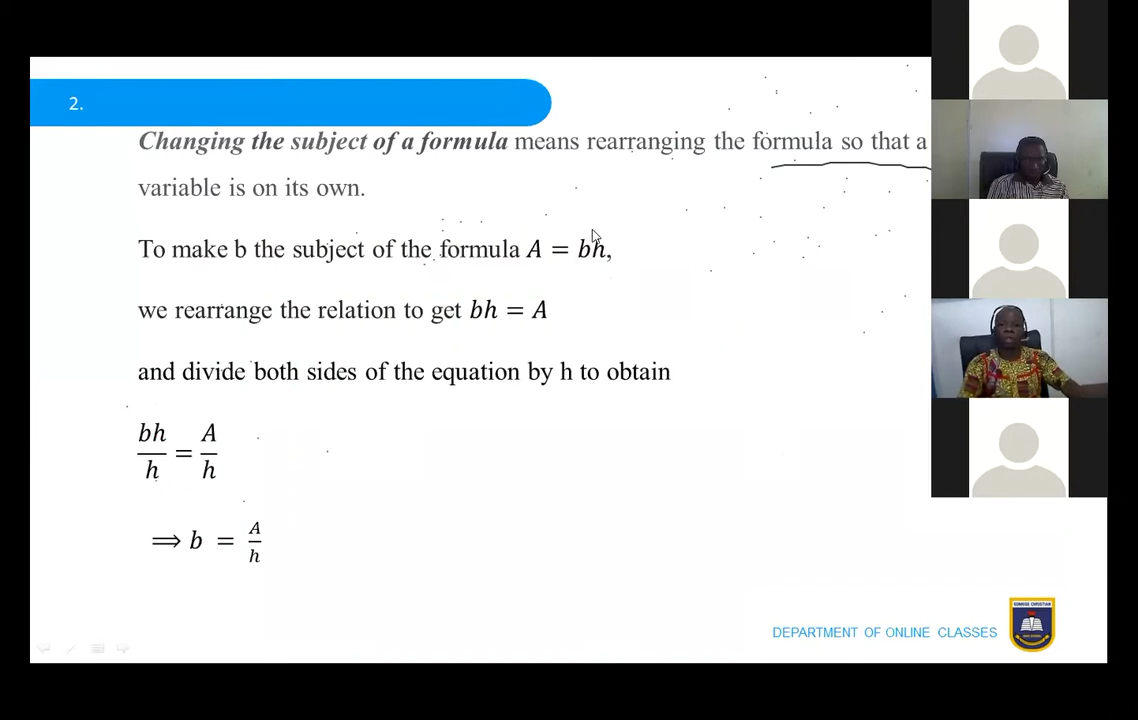 2.
Changing the subject of a formula means rearranging the formula so that a
variable is on its own.
To make b the subject of the formula A = bh,
we rearrange the relation to get bh = A
and divide both sides of the equation by h to obtain
bh/h = A/h
⟹ b = A/h
DEPARTMENT OF ONLINE CLASSES